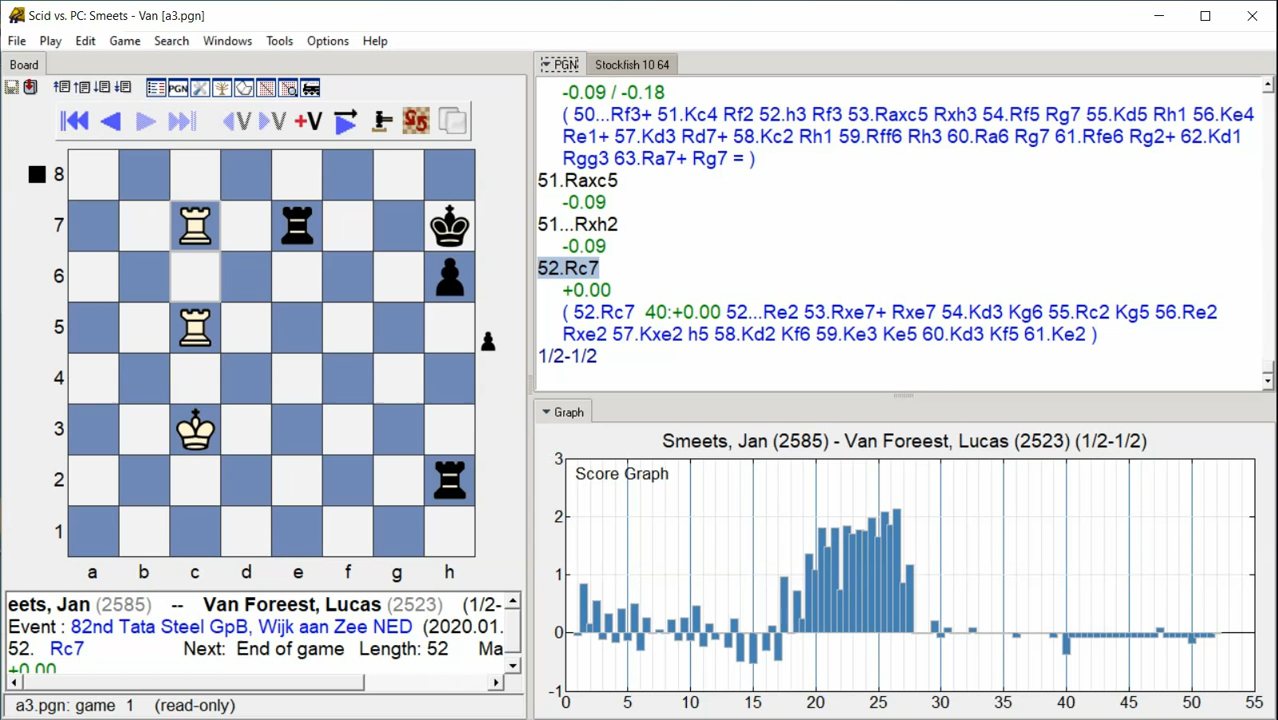 Scid vs. PC: Smeets - Van [a3.pgn]
File Play Edit Game Search Windows Tools Options Help
Board
PGN
8
7
6
5
4
3
2
1
a b c d e f g h
eets, Jan (2585) -- Van Foreest, Lucas (2523) (1/2-
Event : 82nd Tata Steel GpB, Wijk aan Zee NED (2020.01.
52. Rc7 Next: End of game Length: 52 Ma
+0.00
a3.pgn: game 1 (read-only)
PGN Stockfish 10 64
-0.09 / -0.18
( 50...Rf3+ 51.Kc4 Rf2 52.h3 Rf3 53.Raxc5 Rxh3 54.Rf5 Rg7 55.Kd5 Rh1 56.Ke4
Re1+ 57.Kd3 Rd7+ 58.Kc2 Rh1 59.Rff6 Rh3 60.Ra6 Rg7 61.Rfe6 Rg2+ 62.Kd1
Rgg3 63.Ra7+ Rg7 = )
51.Raxc5
-0.09
51...Rxh2
-0.09
52.Rc7
+0.00
( 52.Rc7 40:+0.00 52...Re2 53.Rxe7+ Rxe7 54.Kd3 Kg6 55.Rc2 Kg5 56.Re2
Rxe2 57.Kxe2 h5 58.Kd2 Kf6 59.Ke3 Ke5 60.Kd3 Kf5 61.Ke2 )
1/2-1/2
Graph
Smeets, Jan (2585) - Van Foreest, Lucas (2523) (1/2-1/2)
Score Graph
3 3
2 2
1 1
0 0
-1 -1
0 5 10 15 20 25 30 35 40 45 50 55